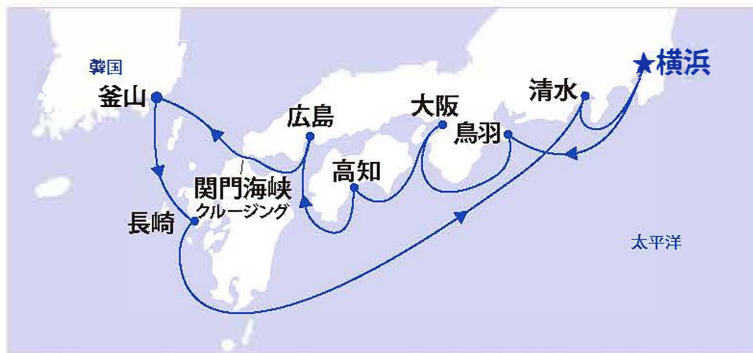 韓国
釜山
広島
大阪
鳥羽
清水
★横浜
高知
関門海峡
クルージング
長崎
太平洋